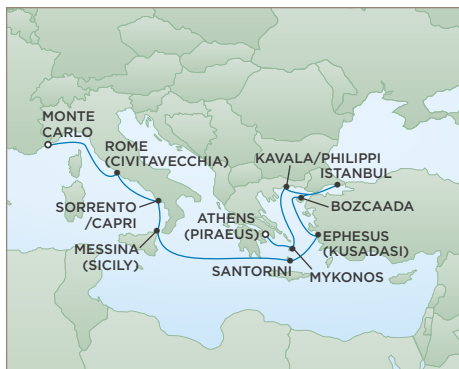 MONTE
CARLO
ROME
(CIVITAVECCHIA)
KAVALA/PHILIPPI
ISTANBUL
SORRENTO
/CAPRI
ATHENS
(PIRAEUS)
BOZCAADA
EPHESUS
(KUSADASI)
MESSINA
(SICILY)
SANTORINI
MYKONOS